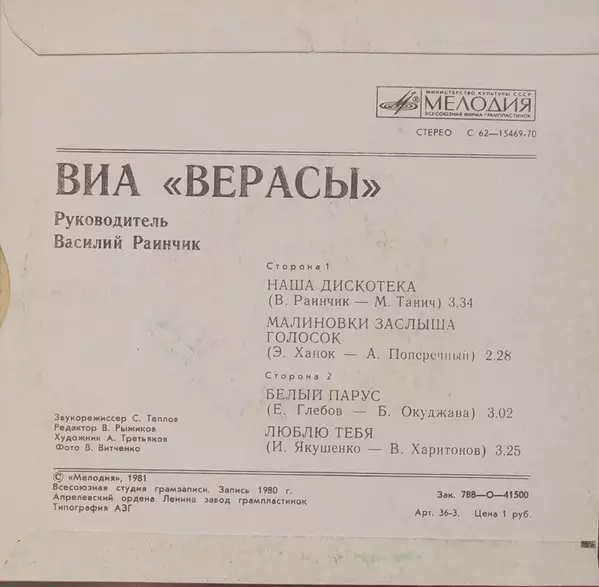 МИНИСТЕРСТВО КУЛЬТУРЫ СССР
МЕЛОДИЯ
ВСЕСОЮЗНАЯ ФИРМА ГРАМПЛАСТИНОК
СТЕРЕО С 62—15469-70
ВИА «ВЕРАСЫ»
Руководитель
Василий Раинчик
Сторона 1
НАША ДИСКОТЕКА
(В. Раинчик — М. Танич) 3.34
МАЛИНОВКИ ЗАСЛЫША
ГОЛОСОК
(Э. Ханок — А. Поперечный) 2.28
Сторона 2
БЕЛЫЙ ПАРУС
(Е. Глебов — Б. Окуджава) 3.02
ЛЮБЛЮ ТЕБЯ
(И. Якушенко — В. Харитонов) 3.25
Звукорежиссер С. Теплов
Редактор В. Рыжиков
Художник А. Третьяков
Фото В. Витченко
© «Мелодия», 1981
Всесоюзная студия грамзаписи. Запись 1980 г.
Апрелевский ордена Ленина завод грампластинок
Типография АЗГ
Зак. 788—О—41500
Арт. 36-3. Цена 1 руб.